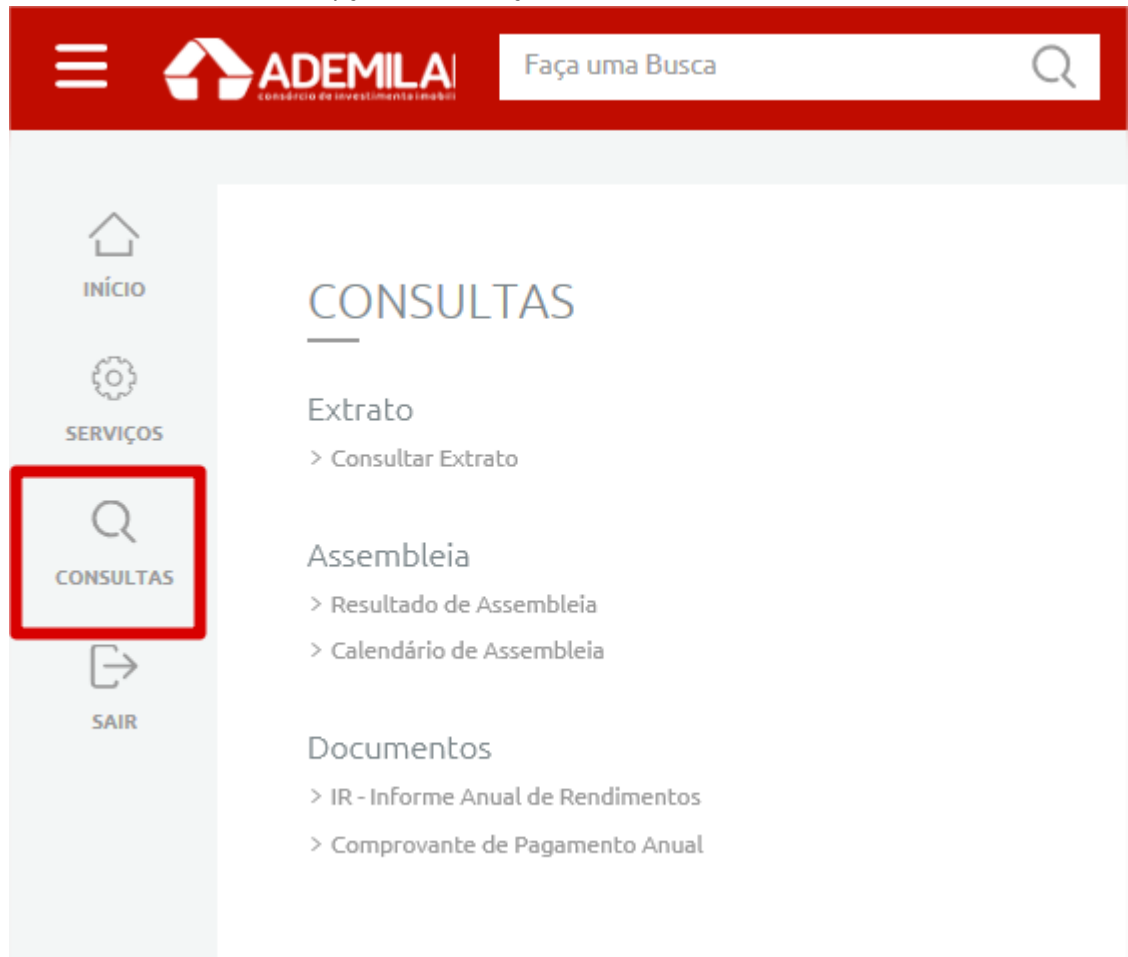 ADEMILA
consórcio de investimento imobili
Faça uma Busca
INÍCIO
SERVIÇOS
CONSULTAS
SAIR
CONSULTAS
Extrato
> Consultar Extrato
Assembleia
> Resultado de Assembleia
> Calendário de Assembleia
Documentos
> IR - Informe Anual de Rendimentos
> Comprovante de Pagamento Anual